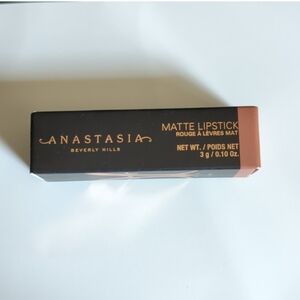 ANASTASIA
BEVERLY HILLS
MATTE LIPSTICK
ROUGE À LÈVRES MAT
NET WT. / POIDS NET
3 g / 0.10 Oz.